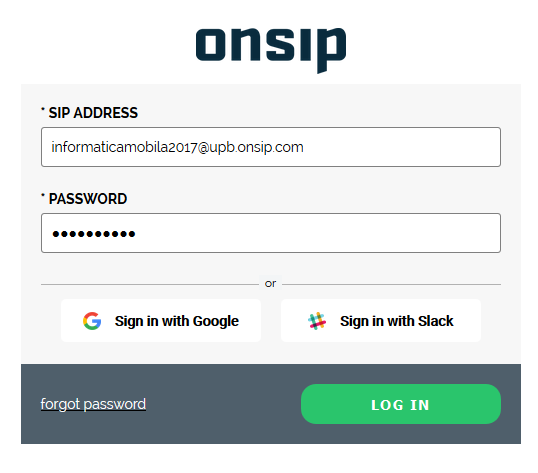 onsip
* SIP ADDRESS
informaticamobila2017@upb.onsip.com
* PASSWORD
••••••••••
or
Sign in with Google
Sign in with Slack
forgot password
LOG IN